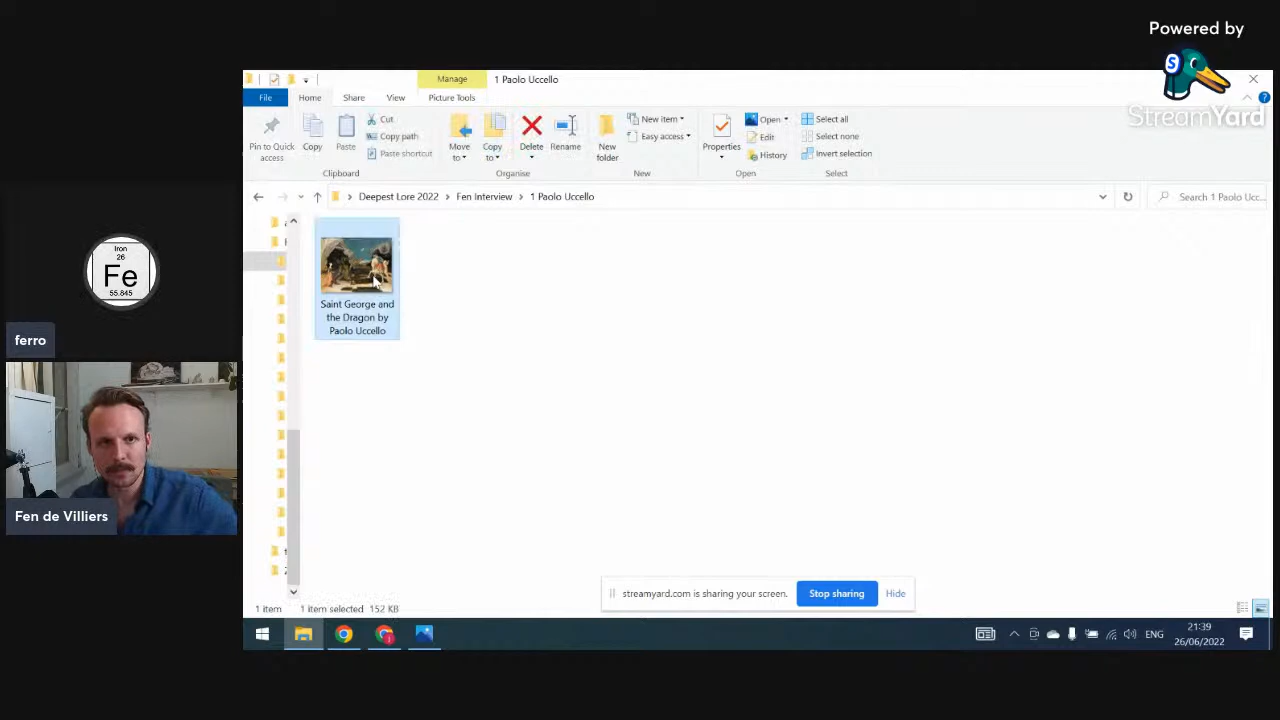 Powered by
StreamYard
Manage
1 Paolo Uccello
File
Home
Share
View
Picture Tools
Pin to Quick access
Copy
Paste
Cut
Copy path
Paste shortcut
Clipboard
Move to
Copy to
Delete
Rename
Organise
New folder
New item
Easy access
New
Properties
Open
Edit
History
Open
Select all
Select none
Invert selection
Select
Deepest Lore 2022 > Fen Interview > 1 Paolo Uccello
Search 1 Paolo Ucc...
Saint George and
the Dragon by
Paolo Uccello
Iron
26
Fe
55.845
ferro
Fen de Villiers
streamyard.com is sharing your screen.
Stop sharing
Hide
1 item
1 item selected 152 KB
ENG
21:39
26/06/2022